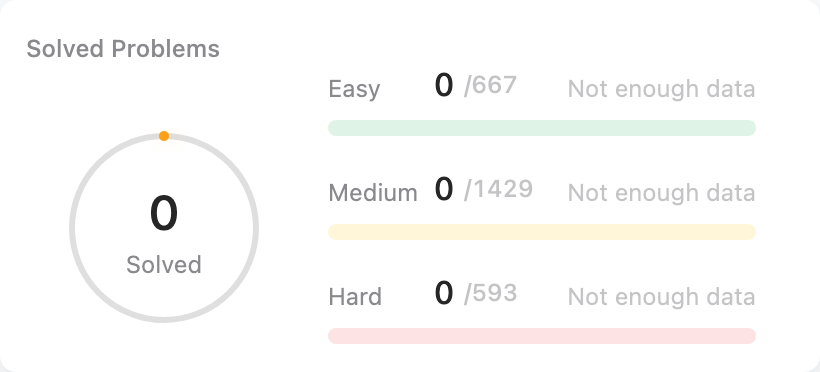 Solved Problems
0
Solved
Easy 0 /667 Not enough data
Medium 0 /1429 Not enough data
Hard 0 /593 Not enough data